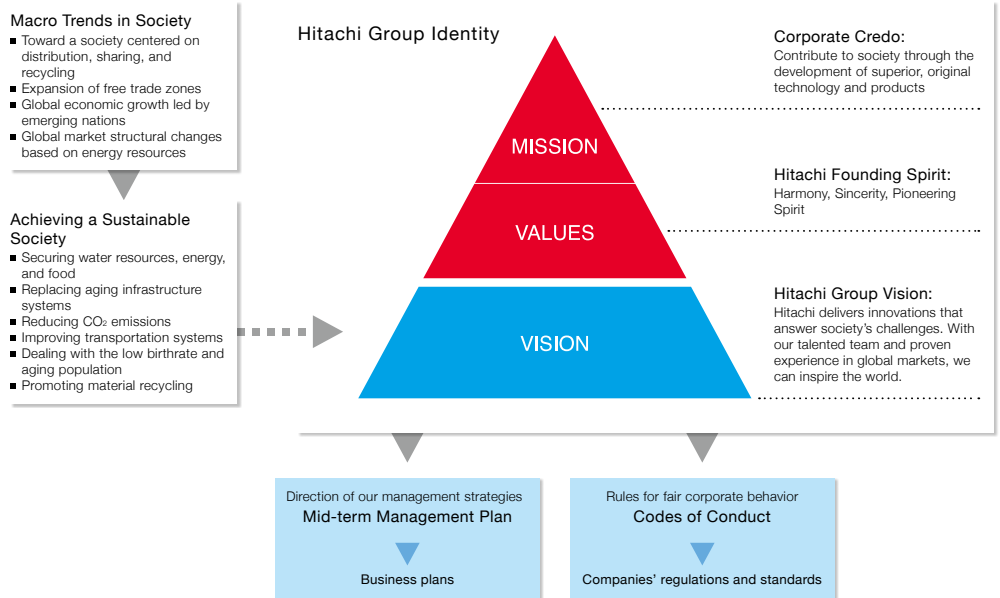 Macro Trends in Society
■ Toward a society centered on
distribution, sharing, and
recycling
■ Expansion of free trade zones
■ Global economic growth led by
emerging nations
■ Global market structural changes
based on energy resources
Achieving a Sustainable
Society
■ Securing water resources, energy,
and food
■ Replacing aging infrastructure
systems
■ Reducing CO₂ emissions
■ Improving transportation systems
■ Dealing with the low birthrate and
aging population
■ Promoting material recycling
Hitachi Group Identity
MISSION
VALUES
VISION
Corporate Credo:
Contribute to society through the
development of superior, original
technology and products
Hitachi Founding Spirit:
Harmony, Sincerity, Pioneering
Spirit
Hitachi Group Vision:
Hitachi delivers innovations that
answer society’s challenges. With
our talented team and proven
experience in global markets, we
can inspire the world.
Direction of our management strategies
Mid-term Management Plan
Business plans
Rules for fair corporate behavior
Codes of Conduct
Companies’ regulations and standards